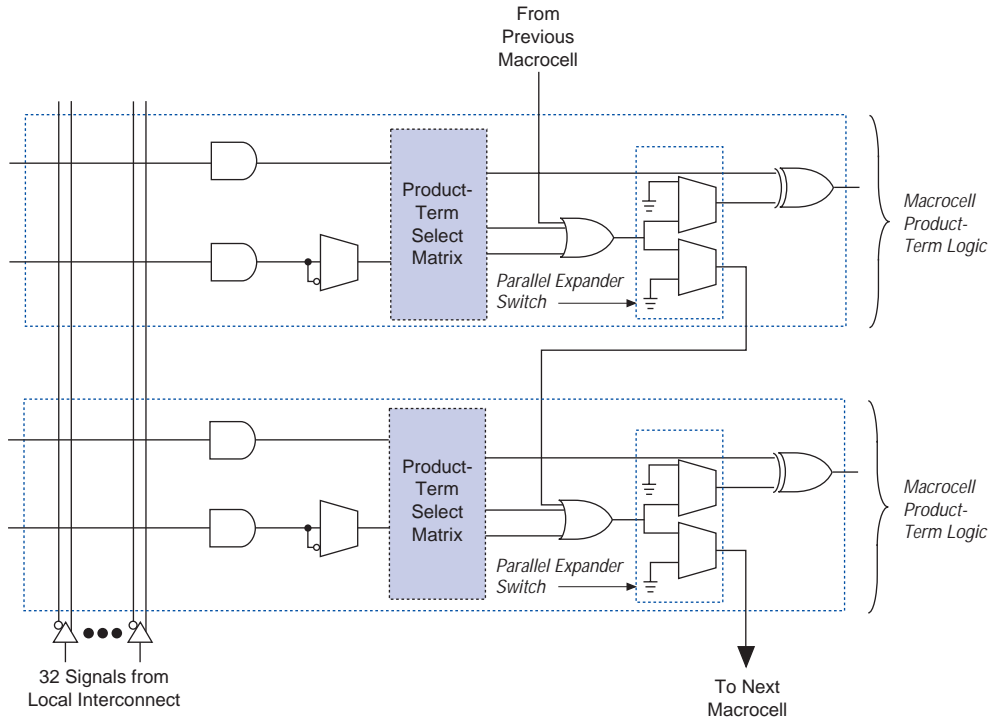 From
Previous
Macrocell
Product-
Term
Select
Matrix
Parallel Expander
Switch
Macrocell
Product-
Term Logic
Product-
Term
Select
Matrix
Parallel Expander
Switch
Macrocell
Product-
Term Logic
32 Signals from
Local Interconnect
To Next
Macrocell